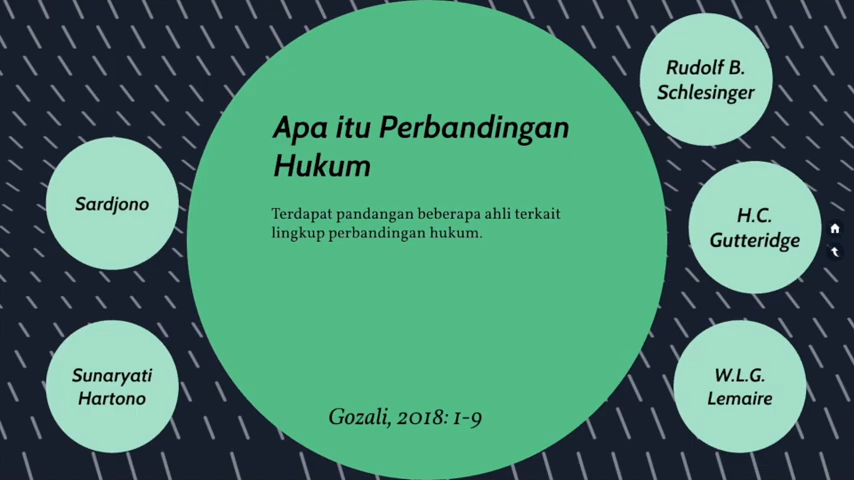 Apa itu Perbandingan
Hukum
Terdapat pandangan beberapa ahli terkait
lingkup perbandingan hukum.
Gozali, 2018: 1-9
Sardjono
Sunaryati
Hartono
Rudolf B.
Schlesinger
H.C.
Gutteridge
W.L.G.
Lemaire